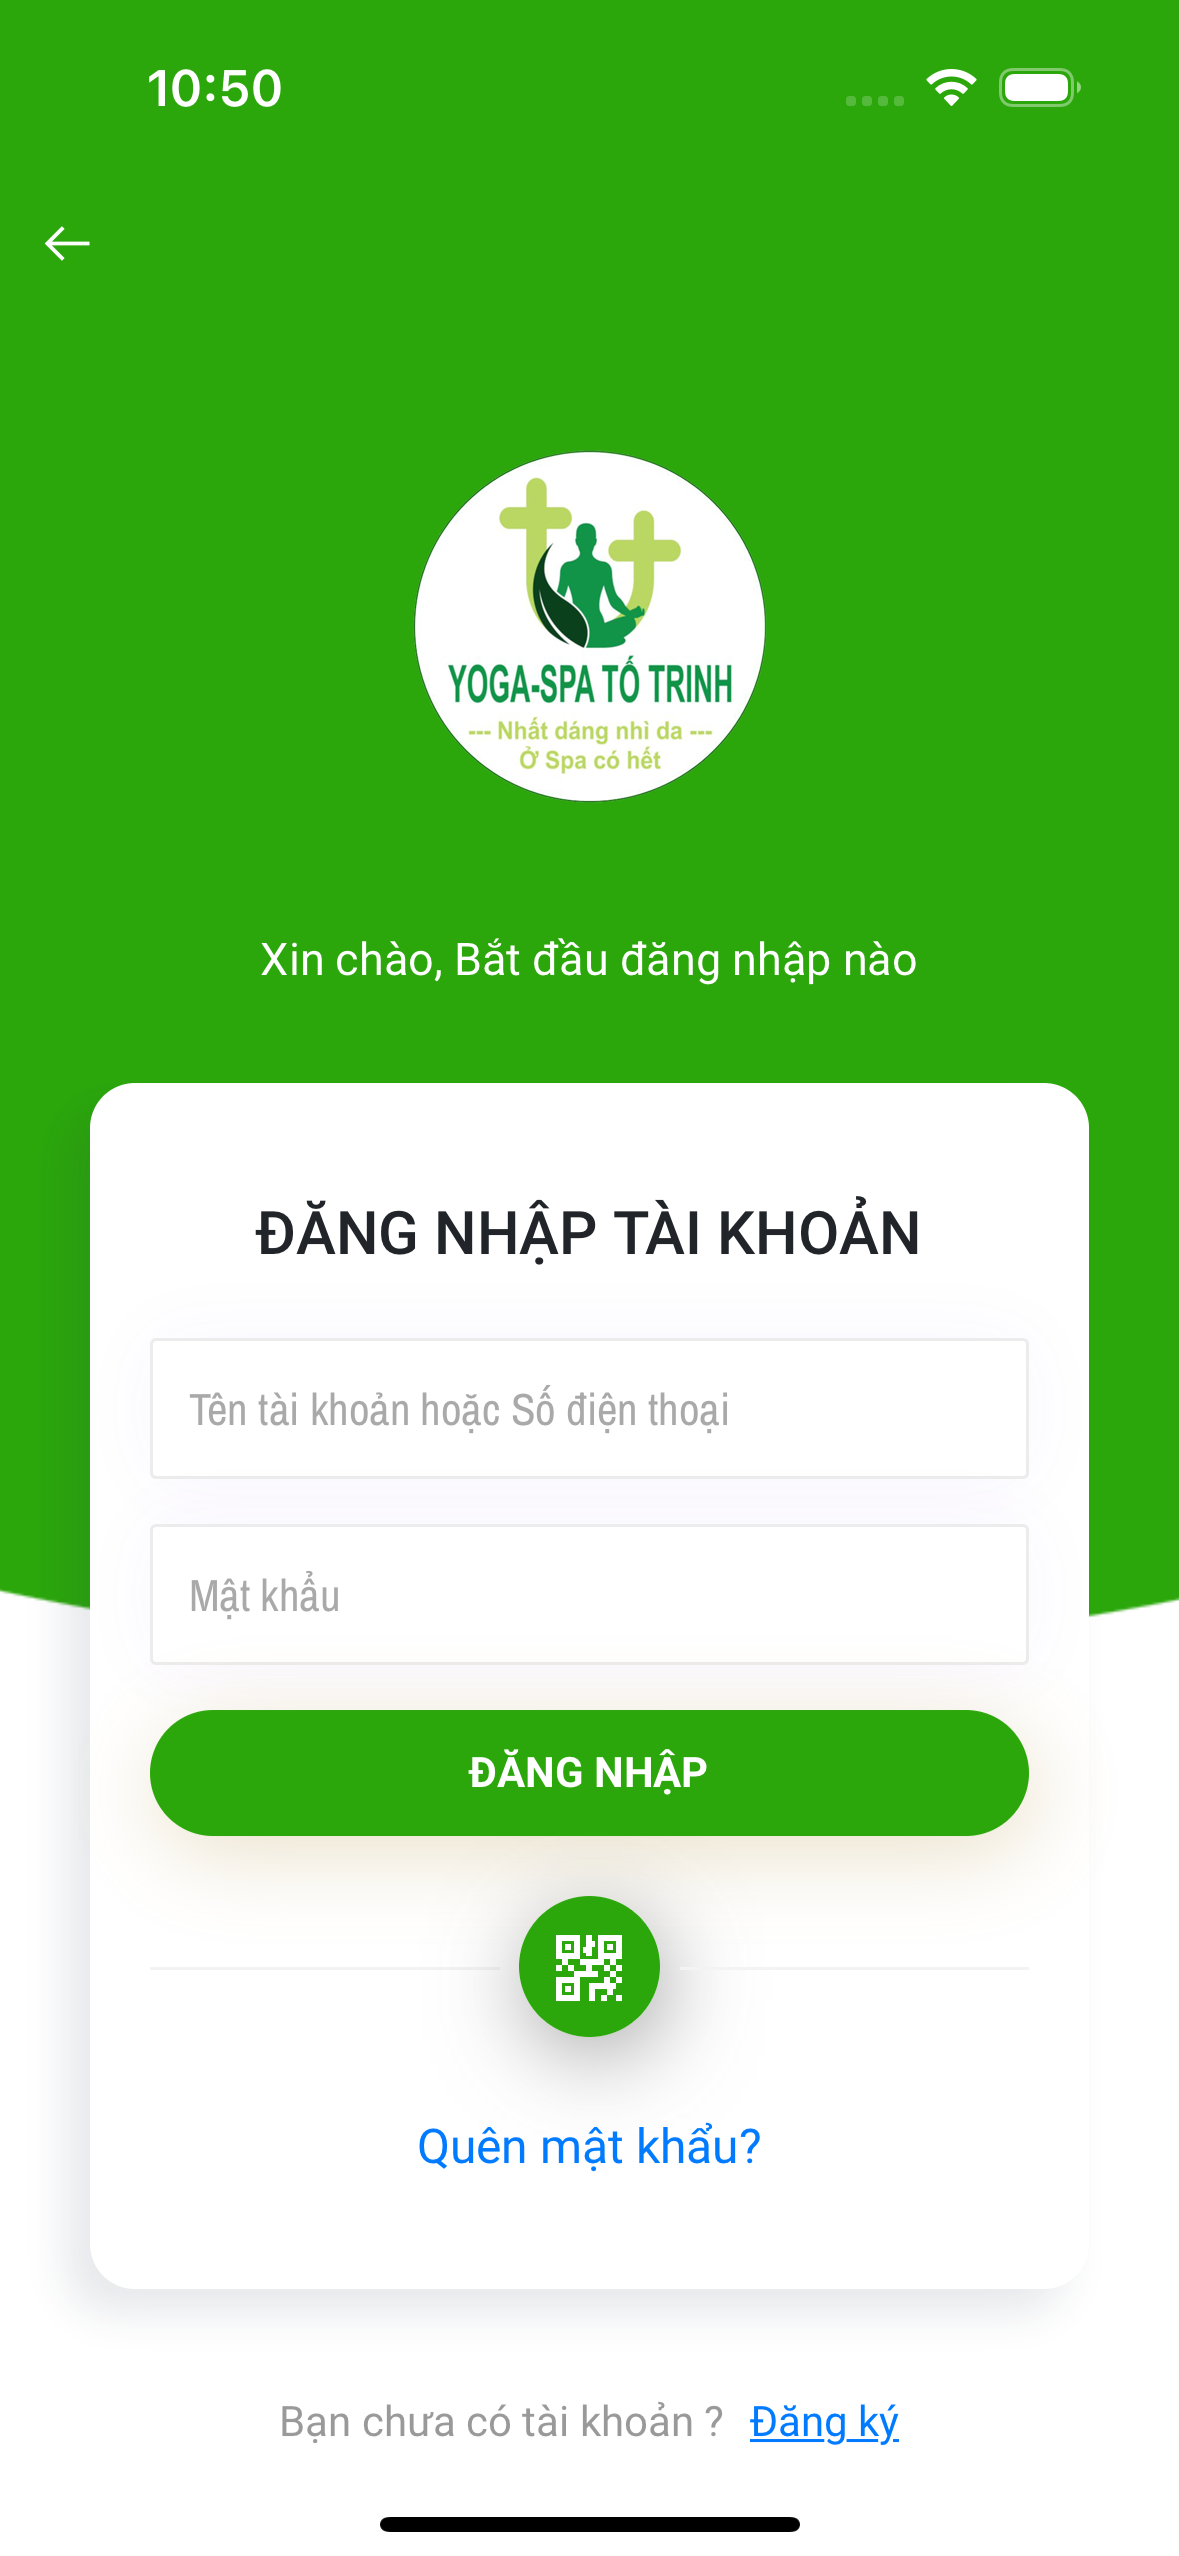 10:50
YOGA-SPA TỐ TRINH
--- Nhất dáng nhì da ---
Ở Spa có hết
Xin chào, Bắt đầu đăng nhập nào
ĐĂNG NHẬP TÀI KHOẢN
Tên tài khoản hoặc Số điện thoại
Mật khẩu
ĐĂNG NHẬP
Quên mật khẩu?
Bạn chưa có tài khoản ? Đăng ký